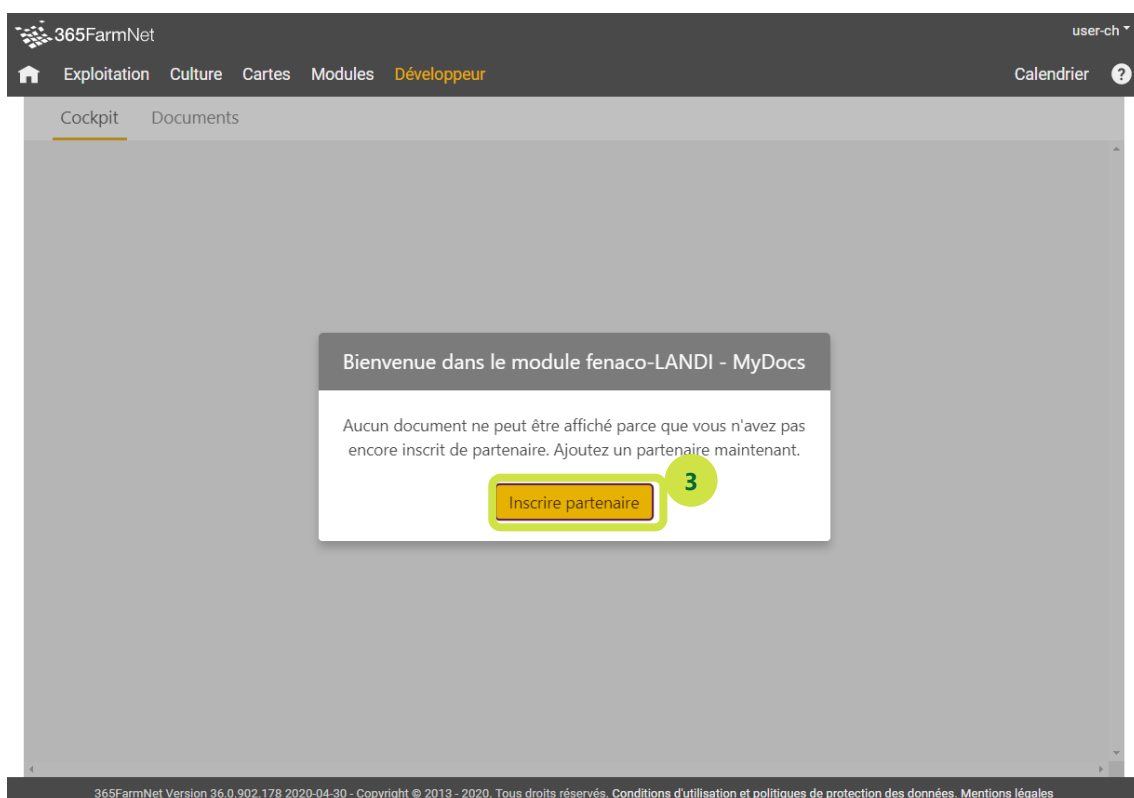 365FarmNet
user-ch
Exploitation Culture Cartes Modules Développeur Calendrier ?
Cockpit Documents
Bienvenue dans le module fenaco-LANDI - MyDocs
Aucun document ne peut être affiché parce que vous n'avez pas
encore inscrit de partenaire. Ajoutez un partenaire maintenant.
3
Inscrire partenaire
365FarmNet Version 36.0.902.178 2020-04-30 - Copyright © 2013 - 2020. Tous droits réservés. Conditions d'utilisation et politiques de protection des données. Mentions légales